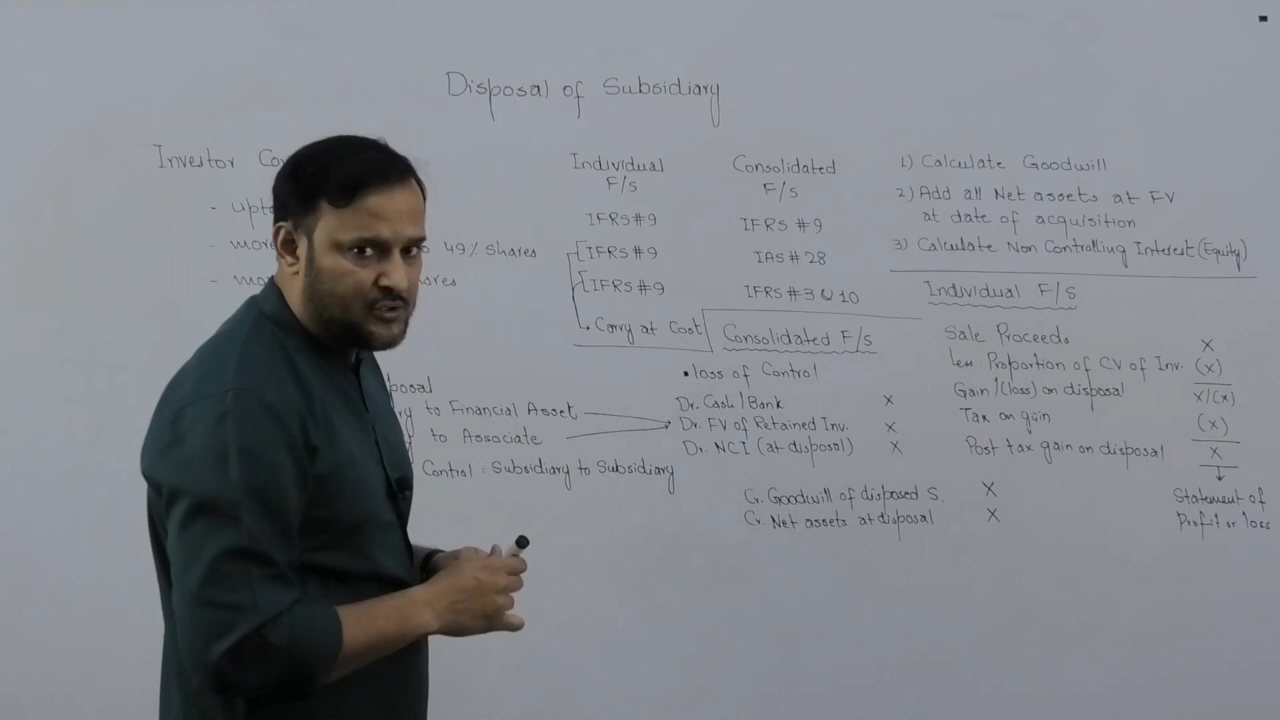 Disposal of Subsidiary
Investor
Individual
F/s
Consolidated
F/s
IFRS#9
IFRS #9
49% Shares
IFRS#9
IAS # 28
IFRS#9
IFRS #3 & 10
Carry at Cost
1) Calculate Goodwill
2) Add all Net assets at FV
at date of acquisition
3) Calculate Non Controlling Interest (Equity)
to Financial Asset
to Associate
Control : Subsidiary to Subsidiary
Consolidated F/s
• loss of Control
Dr. Cash/Bank X
Dr. FV of Retained Inv. X
Dr. NCI (at disposal) X
Cr. Goodwill of disposed S. X
Cr. Net assets at disposal X
Individual F/s
Sale Proceeds X
less Proportion of CV of Inv. (X)
Gain/(loss) on disposal X/(X)
Tax on gain (X)
Post tax gain on disposal X
Statement of
Profit or loss